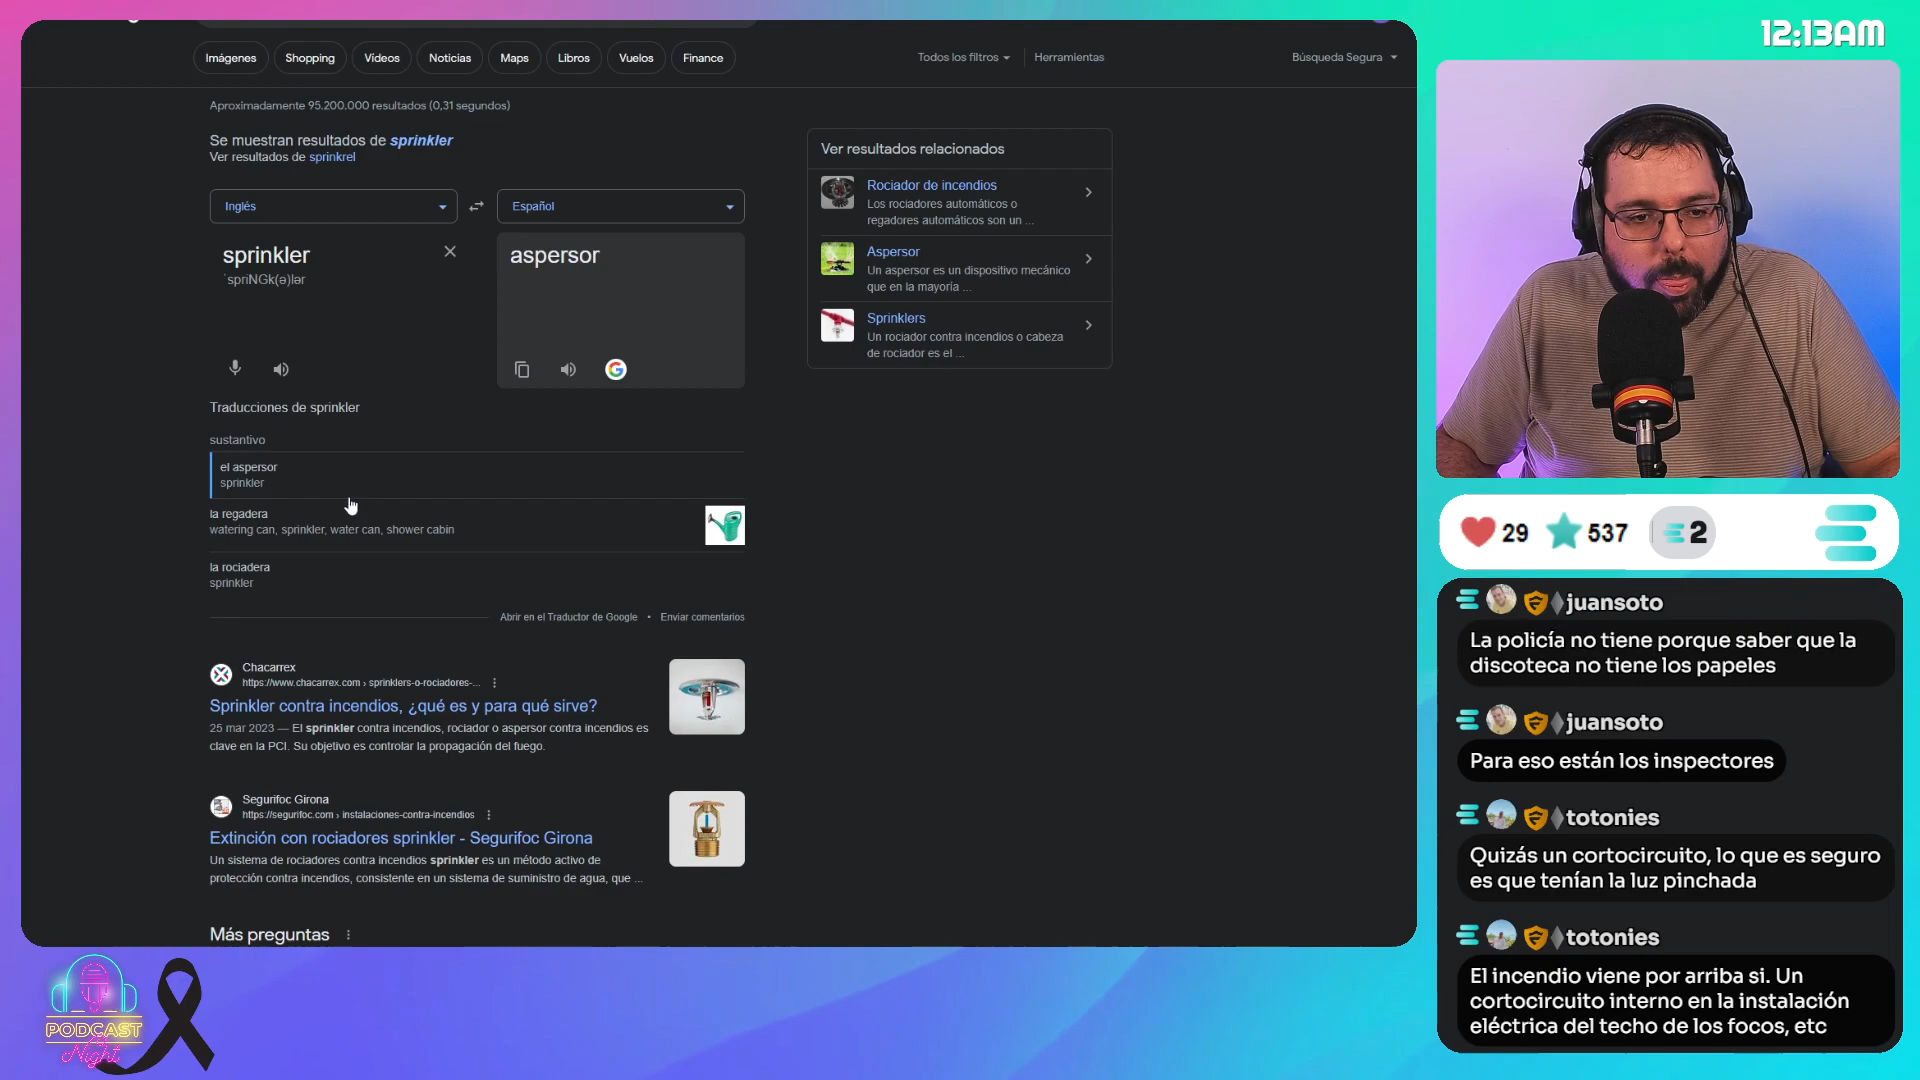 Imágenes
Shopping
Vídeos
Noticias
Maps
Libros
Vuelos
Finance
Todos los filtros
Herramientas
Búsqueda Segura
Aproximadamente 95.200.000 resultados (0,31 segundos)
Se muestran resultados de sprinkler
Ver resultados de sprinkrel
Inglés
Español
sprinkler
ˈspriNGk(ə)lər
aspersor
Traducciones de sprinkler
sustantivo
el aspersor
sprinkler
la regadera
watering can, sprinkler, water can, shower cabin
la rociadera
sprinkler
Abrir en el Traductor de Google • Enviar comentarios
Chacarrex
https://www.chacarrex.com › sprinklers-o-rociadores-...
Sprinkler contra incendios, ¿qué es y para qué sirve?
25 mar 2023 — El sprinkler contra incendios, rociador o aspersor contra incendios es
clave en la PCI. Su objetivo es controlar la propagación del fuego.
Segurifoc Girona
https://segurifoc.com › instalaciones-contra-incendios
Extinción con rociadores sprinkler - Segurifoc Girona
Un sistema de rociadores contra incendios sprinkler es un método activo de
protección contra incendios, consistente en un sistema de suministro de agua, que ...
Más preguntas
Ver resultados relacionados
Rociador de incendios
Los rociadores automáticos o
regadores automáticos son un ...
Aspersor
Un aspersor es un dispositivo mecánico
que en la mayoría ...
Sprinklers
Un rociador contra incendios o cabeza
de rociador es el ...
12:13AM
29
537
2
juansoto
La policía no tiene porque saber que la
discoteca no tiene los papeles
juansoto
Para eso están los inspectores
totonies
Quizás un cortocircuito, lo que es seguro
es que tenían la luz pinchada
totonies
El incendio viene por arriba si. Un
cortocircuito interno en la instalación
eléctrica del techo de los focos, etc
PODCAST
Night